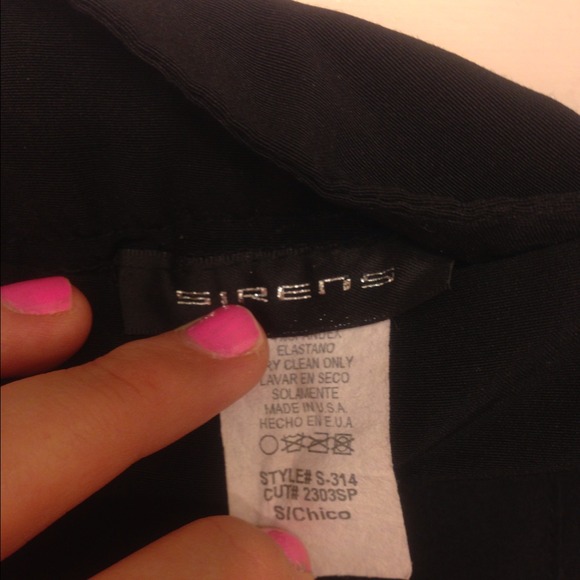 SIRENS
ELASTANO
RY CLEAN ONLY
LAVAR EN SECO
SOLAMENTE
MADE IN U.S.A.
HECHO EN E.U.A
STYLE# S-314
CUT# 2303SP
S/Chico